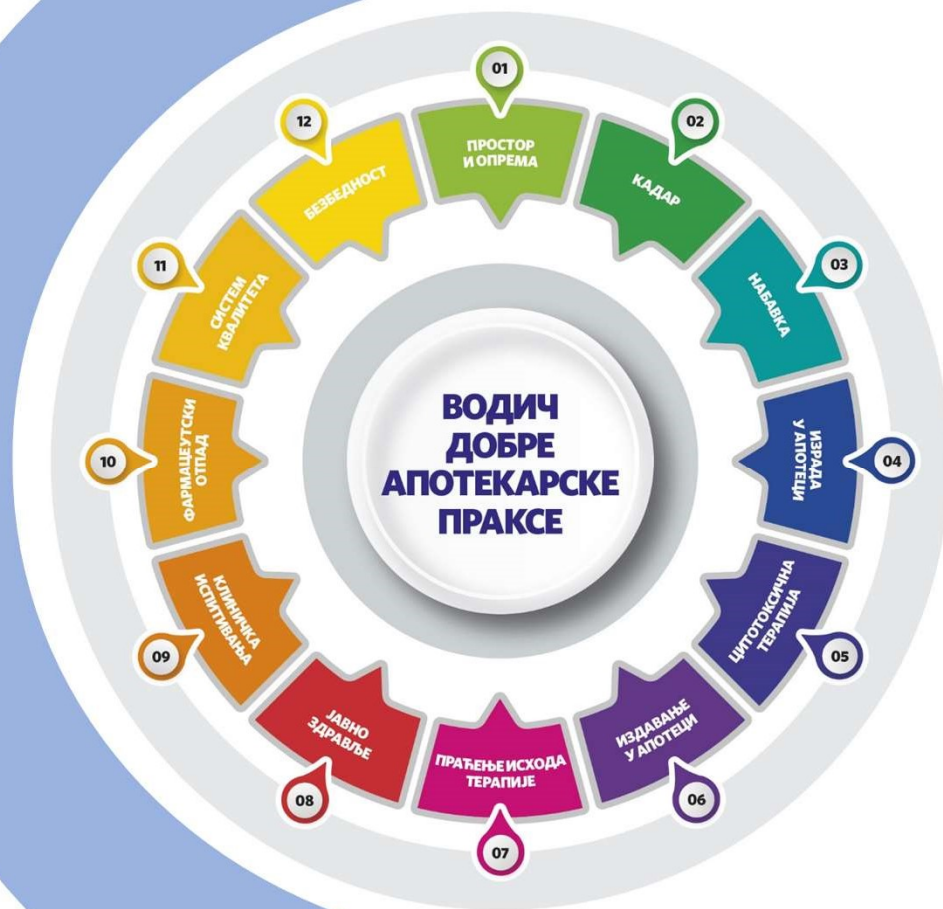 ВОДИЧ
ДОБРЕ
АПОТЕКАРСКЕ
ПРАКСЕ
01
ПРОСТОР
И ОПРЕМА
02
КАДАР
03
НАБАВКА
04
ИЗРАДА
У АПОТЕЦИ
05
ЦИТОТОКСИЧНА
ТЕРАПИЈА
06
ИЗДАВАЊЕ
У АПОТЕЦИ
07
ПРАЋЕЊЕ ИСХОДА
ТЕРАПИЈЕ
08
ЈАВНО
ЗДРАВЉЕ
09
КЛИНИЧКА
ИСПИТИВАЊА
10
ФАРМАЦЕУТСКИ
ОТПАД
11
СИСТЕМ
КВАЛИТЕТА
12
БЕЗБЕДНОСТ